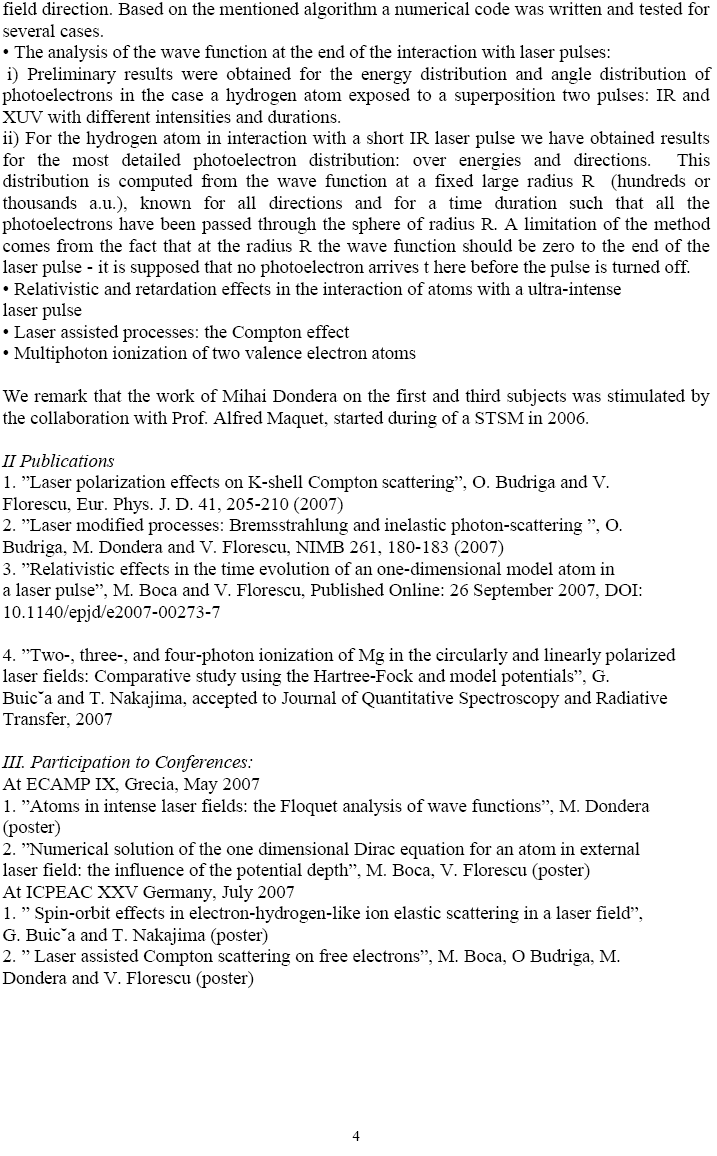 field direction. Based on the mentioned algorithm a numerical code was written and tested for
several cases.
• The analysis of the wave function at the end of the interaction with laser pulses:
i) Preliminary results were obtained for the energy distribution and angle distribution of
photoelectrons in the case a hydrogen atom exposed to a superposition two pulses: IR and
XUV with different intensities and durations.
ii) For the hydrogen atom in interaction with a short IR laser pulse we have obtained results
for the most detailed photoelectron distribution: over energies and directions. This
distribution is computed from the wave function at a fixed large radius R (hundreds or
thousands a.u.), known for all directions and for a time duration such that all the
photoelectrons have been passed through the sphere of radius R. A limitation of the method
comes from the fact that at the radius R the wave function should be zero to the end of the
laser pulse - it is supposed that no photoelectron arrives t here before the pulse is turned off.
• Relativistic and retardation effects in the interaction of atoms with a ultra-intense
laser pulse
• Laser assisted processes: the Compton effect
• Multiphoton ionization of two valence electron atoms
We remark that the work of Mihai Dondera on the first and third subjects was stimulated by
the collaboration with Prof. Alfred Maquet, started during of a STSM in 2006.
II Publications
1. ”Laser polarization effects on K-shell Compton scattering”, O. Budriga and V.
Florescu, Eur. Phys. J. D. 41, 205-210 (2007)
2. ”Laser modified processes: Bremsstrahlung and inelastic photon-scattering ”, O.
Budriga, M. Dondera and V. Florescu, NIMB 261, 180-183 (2007)
3. ”Relativistic effects in the time evolution of an one-dimensional model atom in
a laser pulse”, M. Boca and V. Florescu, Published Online: 26 September 2007, DOI:
10.1140/epjd/e2007-00273-7
4. ”Two-, three-, and four-photon ionization of Mg in the circularly and linearly polarized
laser fields: Comparative study using the Hartree-Fock and model potentials”, G.
Buicˇa and T. Nakajima, accepted to Journal of Quantitative Spectroscopy and Radiative
Transfer, 2007
III. Participation to Conferences:
At ECAMP IX, Grecia, May 2007
1. ”Atoms in intense laser fields: the Floquet analysis of wave functions”, M. Dondera
(poster)
2. ”Numerical solution of the one dimensional Dirac equation for an atom in external
laser field: the influence of the potential depth”, M. Boca, V. Florescu (poster)
At ICPEAC XXV Germany, July 2007
1. ” Spin-orbit effects in electron-hydrogen-like ion elastic scattering in a laser field”,
G. Buicˇa and T. Nakajima (poster)
2. ” Laser assisted Compton scattering on free electrons”, M. Boca, O Budriga, M.
Dondera and V. Florescu (poster)
4